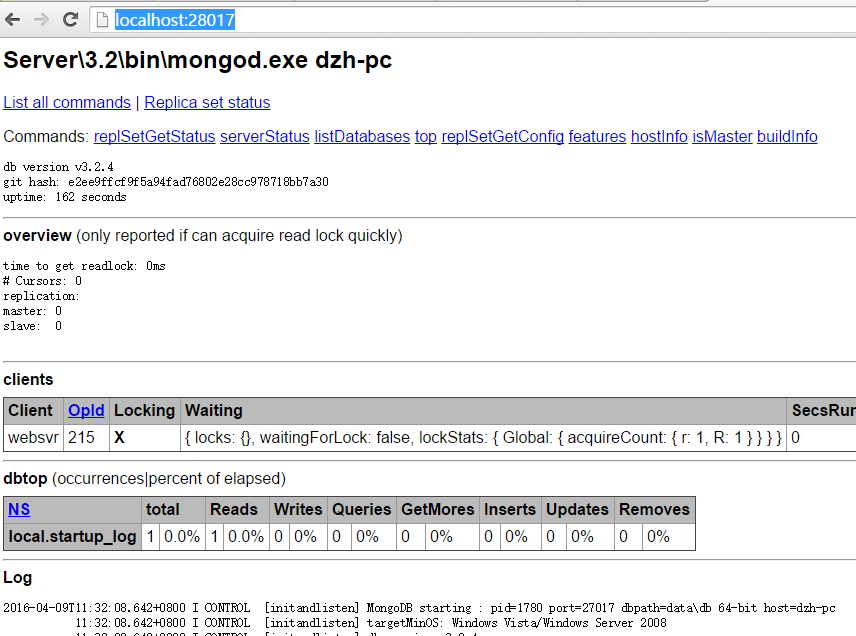 localhost:28017
Server\3.2\bin\mongod.exe dzh-pc
List all commands | Replica set status
Commands: replSetGetStatus serverStatus listDatabases top replSetGetConfig features hostInfo isMaster buildInfo
db version v3.2.4
git hash: e2ee9ffcf9f5a94fad76802e28cc978718bb7a30
uptime: 162 seconds
overview (only reported if can acquire read lock quickly)
time to get readlock: 0ms
# Cursors: 0
replication:
master: 0
slave: 0
clients
Client OpId Locking Waiting SecsRun
websvr 215 X { locks: {}, waitingForLock: false, lockStats: { Global: { acquireCount: { r: 1, R: 1 } } } } 0
dbtop (occurrences|percent of elapsed)
NS total Reads Writes Queries GetMores Inserts Updates Removes
local.startup_log 1 0.0% 1 0.0% 0 0% 0 0% 0 0% 0 0% 0 0% 0 0%
Log
2016-04-09T11:32:08.642+0800 I CONTROL [initandlisten] MongoDB starting : pid=1780 port=27017 dbpath=data\db 64-bit host=dzh-pc
11:32:08.642+0800 I CONTROL [initandlisten] targetMinOS: Windows Vista/Windows Server 2008